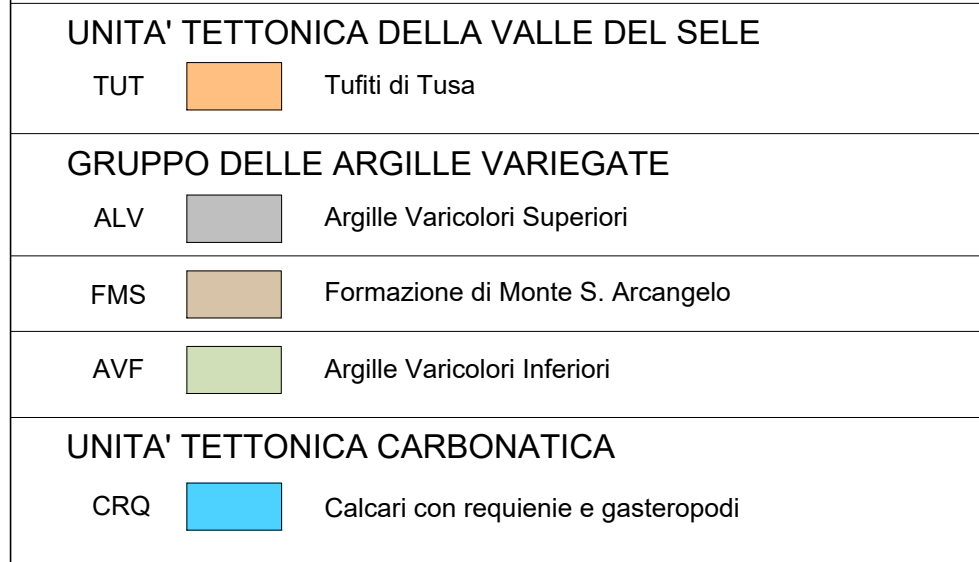 UNITA' TETTONICA DELLA VALLE DEL SELE
TUT Tufiti di Tusa
GRUPPO DELLE ARGILLE VARIEGATE
ALV Argille Varicolori Superiori
FMS Formazione di Monte S. Arcangelo
AVF Argille Varicolori Inferiori
UNITA' TETTONICA CARBONATICA
CRQ Calcari con requienie e gasteropodi